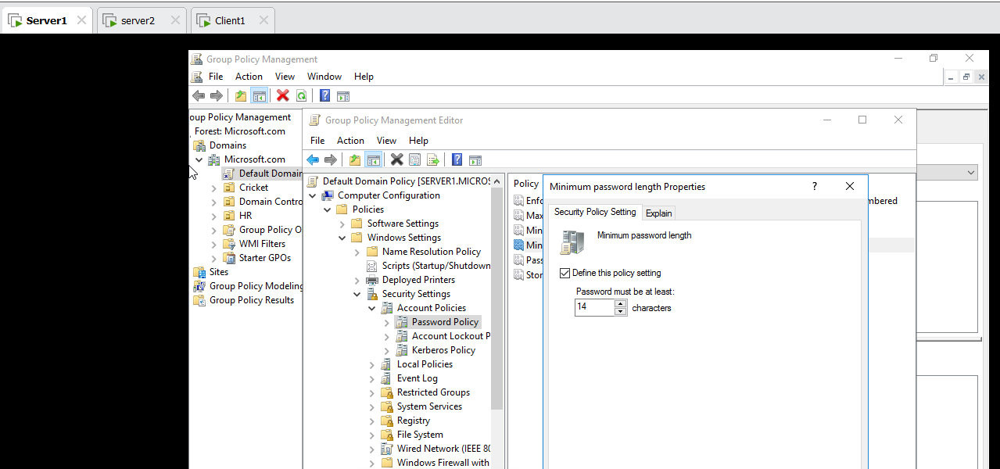 Server1
server2
Client1
Group Policy Management
File Action View Window Help
oup Policy Management
Forest: Microsoft.com
Domains
Microsoft.com
Default Domain
Cricket
Domain Contro
HR
Group Policy O
WMI Filters
Starter GPOs
Sites
Group Policy Modeling
Group Policy Results
Group Policy Management Editor
File Action View Help
Default Domain Policy [SERVER1.MICROS
Computer Configuration
Policies
Software Settings
Windows Settings
Name Resolution Policy
Scripts (Startup/Shutdown
Deployed Printers
Security Settings
Account Policies
Password Policy
Account Lockout P
Kerberos Policy
Local Policies
Event Log
Restricted Groups
System Services
Registry
File System
Wired Network (IEEE 80
Windows Firewall with
Policy
Enfo
Max
Min
Min
Pass
Stor
mbered
Minimum password length Properties
? 
Security Policy Setting
Explain
Minimum password length
Define this policy setting
Password must be at least:
14 characters